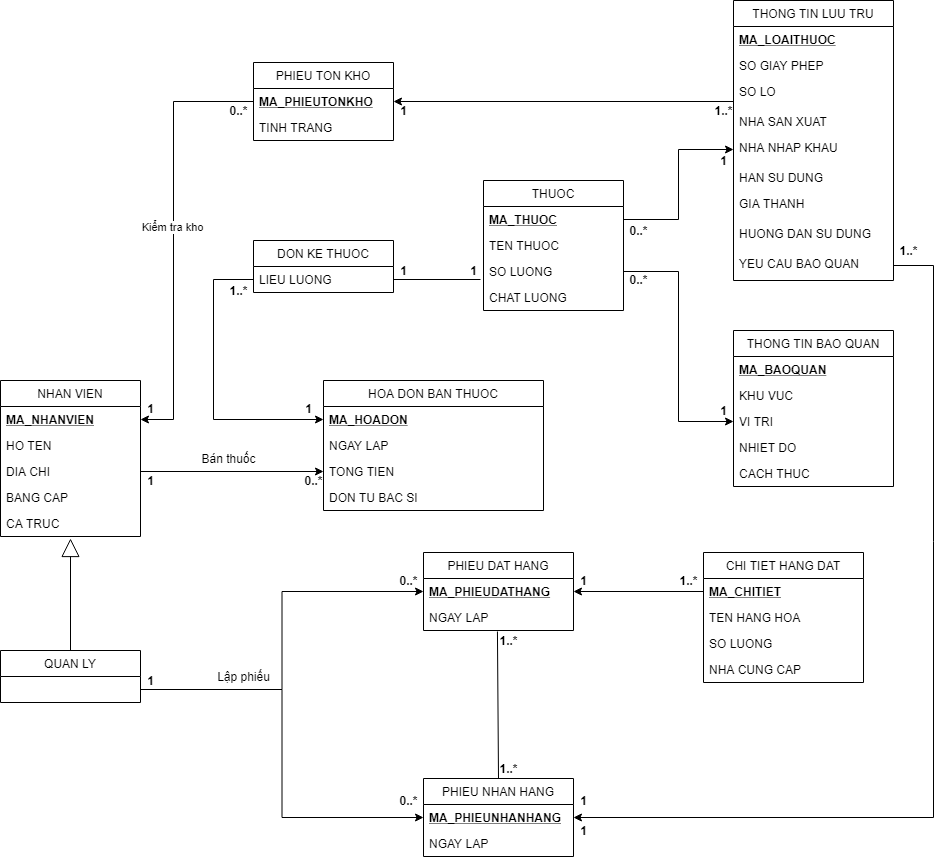 THONG TIN LUU TRU
MA_LOAITHUOC
SO GIAY PHEP
SO LO
NHA SAN XUAT
NHA NHAP KHAU
HAN SU DUNG
GIA THANH
HUONG DAN SU DUNG
YEU CAU BAO QUAN
PHIEU TON KHO
MA_PHIEUTONKHO
TINH TRANG
0..*
1
1..*
1
0..*
1..*
Kiểm tra kho
THUOC
MA_THUOC
TEN THUOC
SO LUONG
CHAT LUONG
DON KE THUOC
LIEU LUONG
1
1
1..*
0..*
THONG TIN BAO QUAN
MA_BAOQUAN
KHU VUC
VI TRI
NHIET DO
CACH THUC
1
NHAN VIEN
MA_NHANVIEN
HO TEN
DIA CHI
BANG CAP
CA TRUC
1
1
HOA DON BAN THUOC
MA_HOADON
NGAY LAP
TONG TIEN
DON TU BAC SI
Bán thuốc
1
0..*
PHIEU DAT HANG
MA_PHIEUDATHANG
NGAY LAP
0..*
1
1..*
1..*
CHI TIET HANG DAT
MA_CHITIET
TEN HANG HOA
SO LUONG
NHA CUNG CAP
QUAN LY
1
Lập phiếu
1..*
PHIEU NHAN HANG
MA_PHIEUNHANHANG
NGAY LAP
0..*
1
1